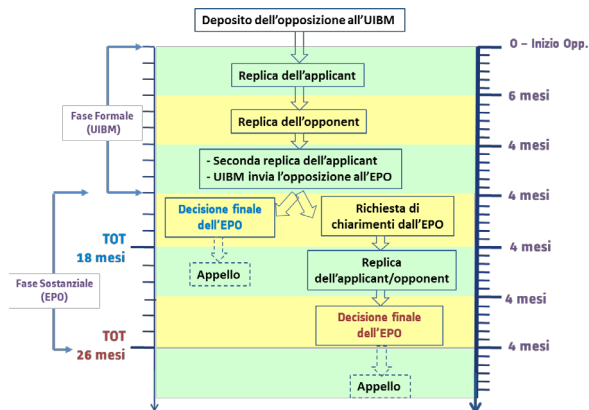 Deposito dell'opposizione all'UIBM
0 – Inizio Opp.
Replica dell'applicant
6 mesi
Fase Formale
(UIBM)
Replica dell'opponent
4 mesi
- Seconda replica dell'applicant
- UIBM invia l'opposizione all'EPO
4 mesi
Decisione finale
dell'EPO
Richiesta di
chiarimenti dall'EPO
TOT
18 mesi
4 mesi
Appello
Replica
dell'applicant/opponent
Fase Sostanziale
(EPO)
4 mesi
Decisione finale
dell'EPO
TOT
26 mesi
4 mesi
Appello